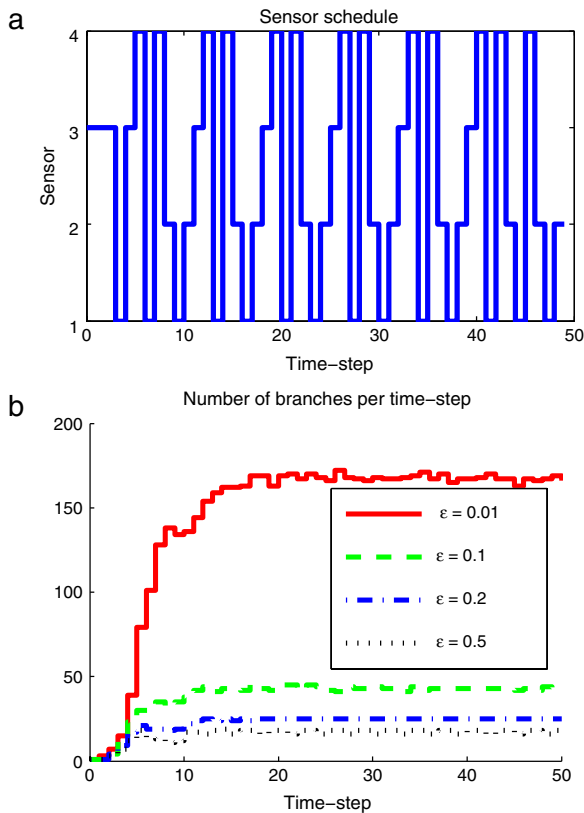 a
Sensor schedule
4
3
2
1
Sensor
0 10 20 30 40 50
Time-step
b
Number of branches per time-step
200
150
100
50
0
ε = 0.01
ε = 0.1
ε = 0.2
ε = 0.5
0 10 20 30 40 50
Time-step